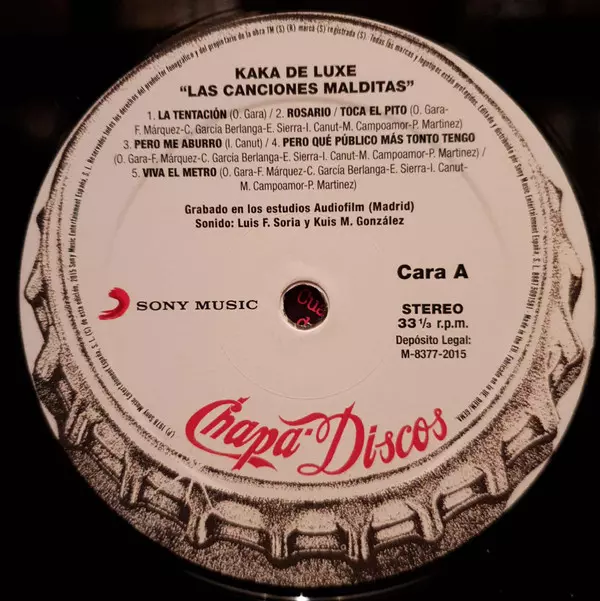 KAKA DE LUXE
"LAS CANCIONES MALDITAS"
1. LA TENTACIÓN (O. Gara) / 2. ROSARIO / TOCA EL PITO (O. Gara-
F. Márquez-C. García Berlanga-E. Sierra-I. Canut-M. Campoamor-P. Martinez)
3. PERO ME ABURRO (I. Canut) / 4. PERO QUÉ PÚBLICO MÁS TONTO TENGO
(O. Gara-F. Márquez-C. García Berlanga-E. Sierra-I. Canut-M. Campoamor-P. Martinez) /
5. VIVA EL METRO (O. Gara-F. Márquez-C. García Berlanga-E. Sierra-I. Canut-
M. Campoamor-P. Martinez)
Grabado en los estudios Audiofilm (Madrid)
Sonido: Luis F. Soria y Kuis M. González
Cara A
SONY MUSIC
STEREO
33 1/3 r.p.m.
Depósito Legal:
M-8377-2015
Chapa Discos